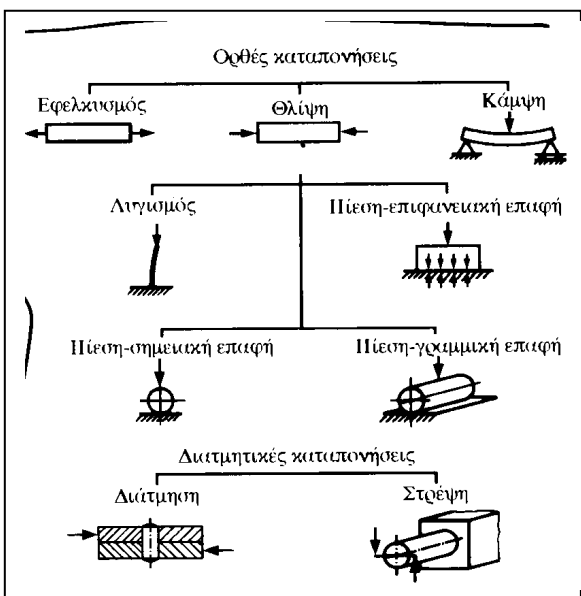 Ορθές καταπονήσεις
Εφελκυσμός Θλίψη Κάμψη
Λυγισμός Πίεση-επιφανειακή επαφή
Πίεση-σημειακή επαφή Πίεση-γραμμική επαφή
Διατμητικές καταπονήσεις
Διάτμηση Στρέψη